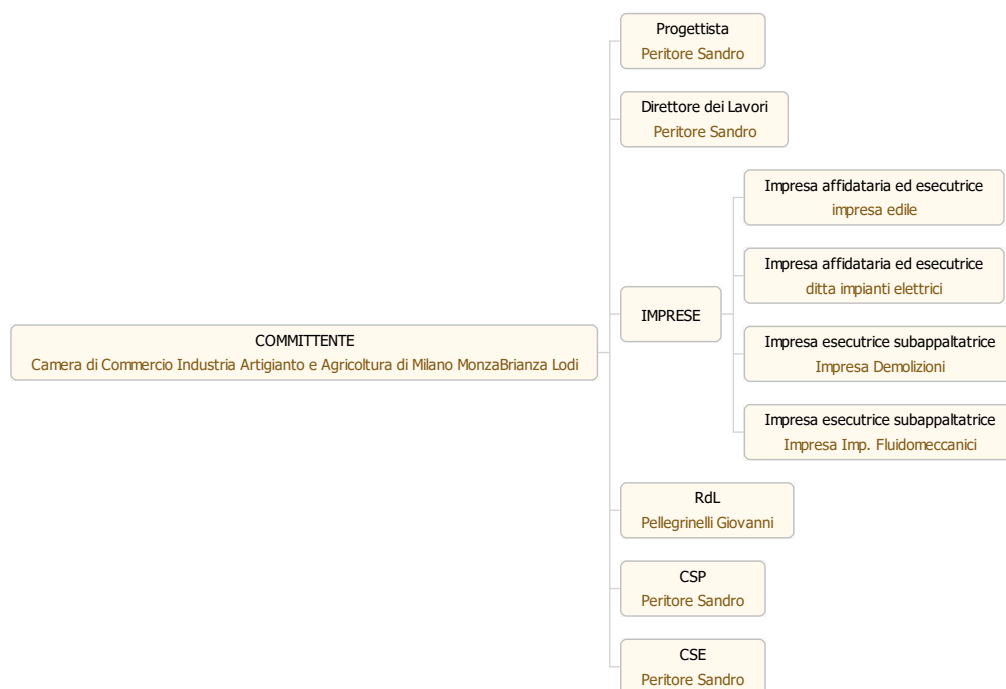 Progettista
Peritore Sandro
Direttore dei Lavori
Peritore Sandro
Impresa affidataria ed esecutrice
impresa edile
Impresa affidataria ed esecutrice
ditta impianti elettrici
IMPRESE
COMMITTENTE
Camera di Commercio Industria Artigianto e Agricoltura di Milano MonzaBrianza Lodi
Impresa esecutrice subappaltatrice
Impresa Demolizioni
Impresa esecutrice subappaltatrice
Impresa Imp. Fluidomeccanici
RdL
Pellegrinelli Giovanni
CSP
Peritore Sandro
CSE
Peritore Sandro